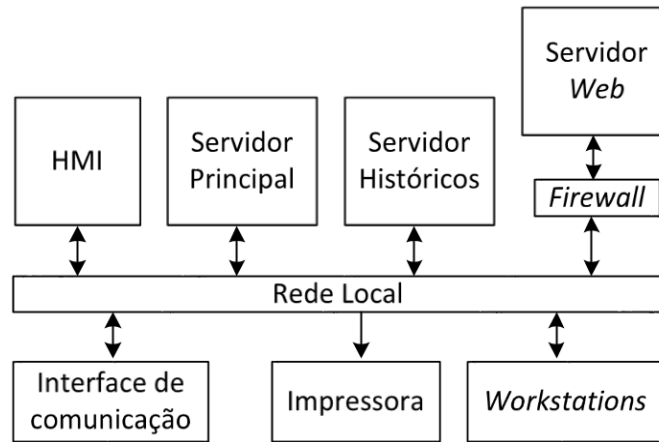 Servidor
Web
HMI
Servidor
Principal
Servidor
Históricos
Firewall
Rede Local
Interface de
comunicação
Impressora
Workstations